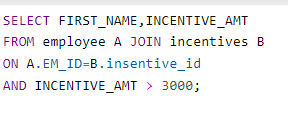 SELECT FIRST_NAME,INCENTIVE_AMT
FROM employee A JOIN incentives B
ON A.EM_ID=B.insentive_id
AND INCENTIVE_AMT > 3000;